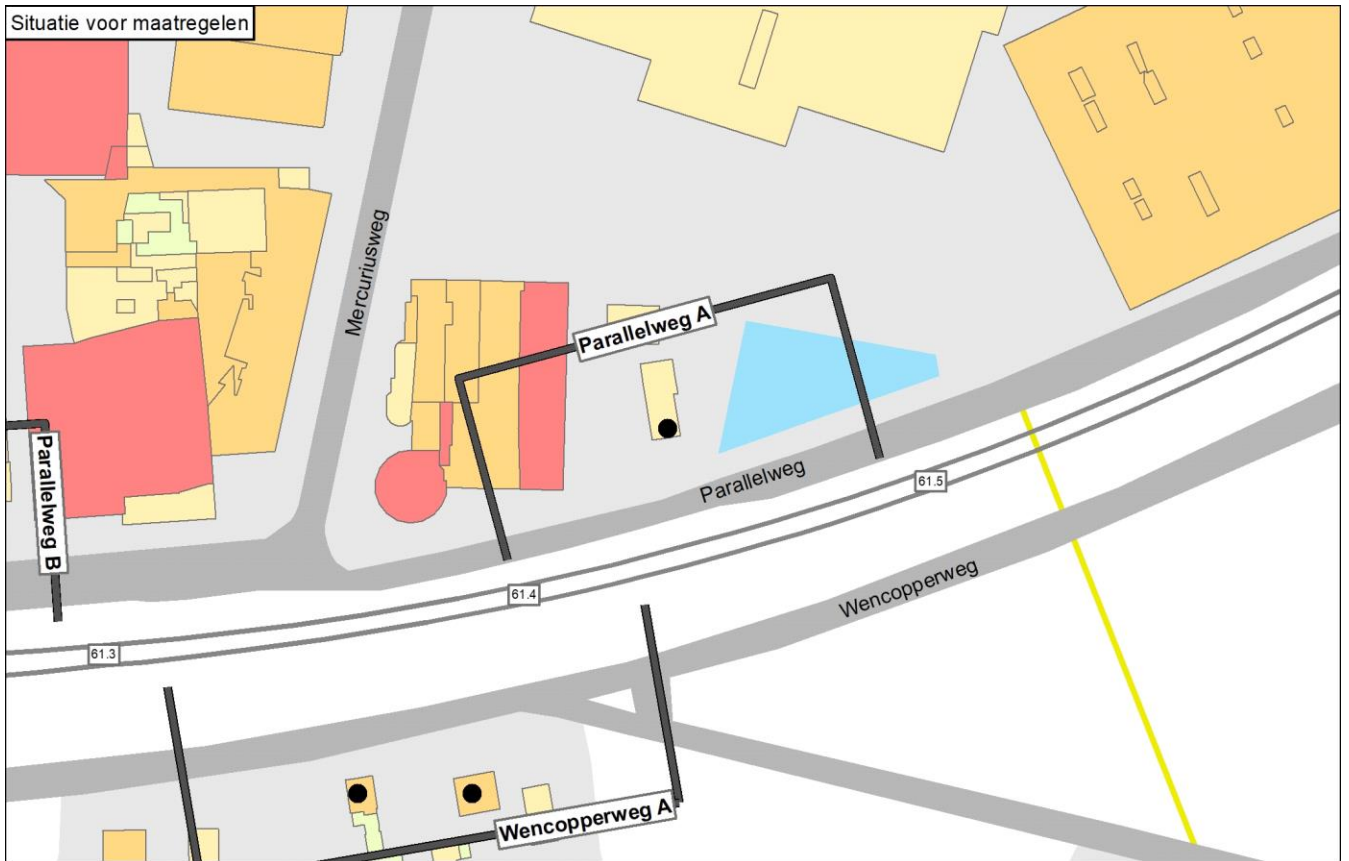 Situatie voor maatregelen
Mercuriusweg
Parallelweg A
Parallelweg B
Parallelweg
61.5
61.4
Wencopperweg
61.3
Wencopperweg A